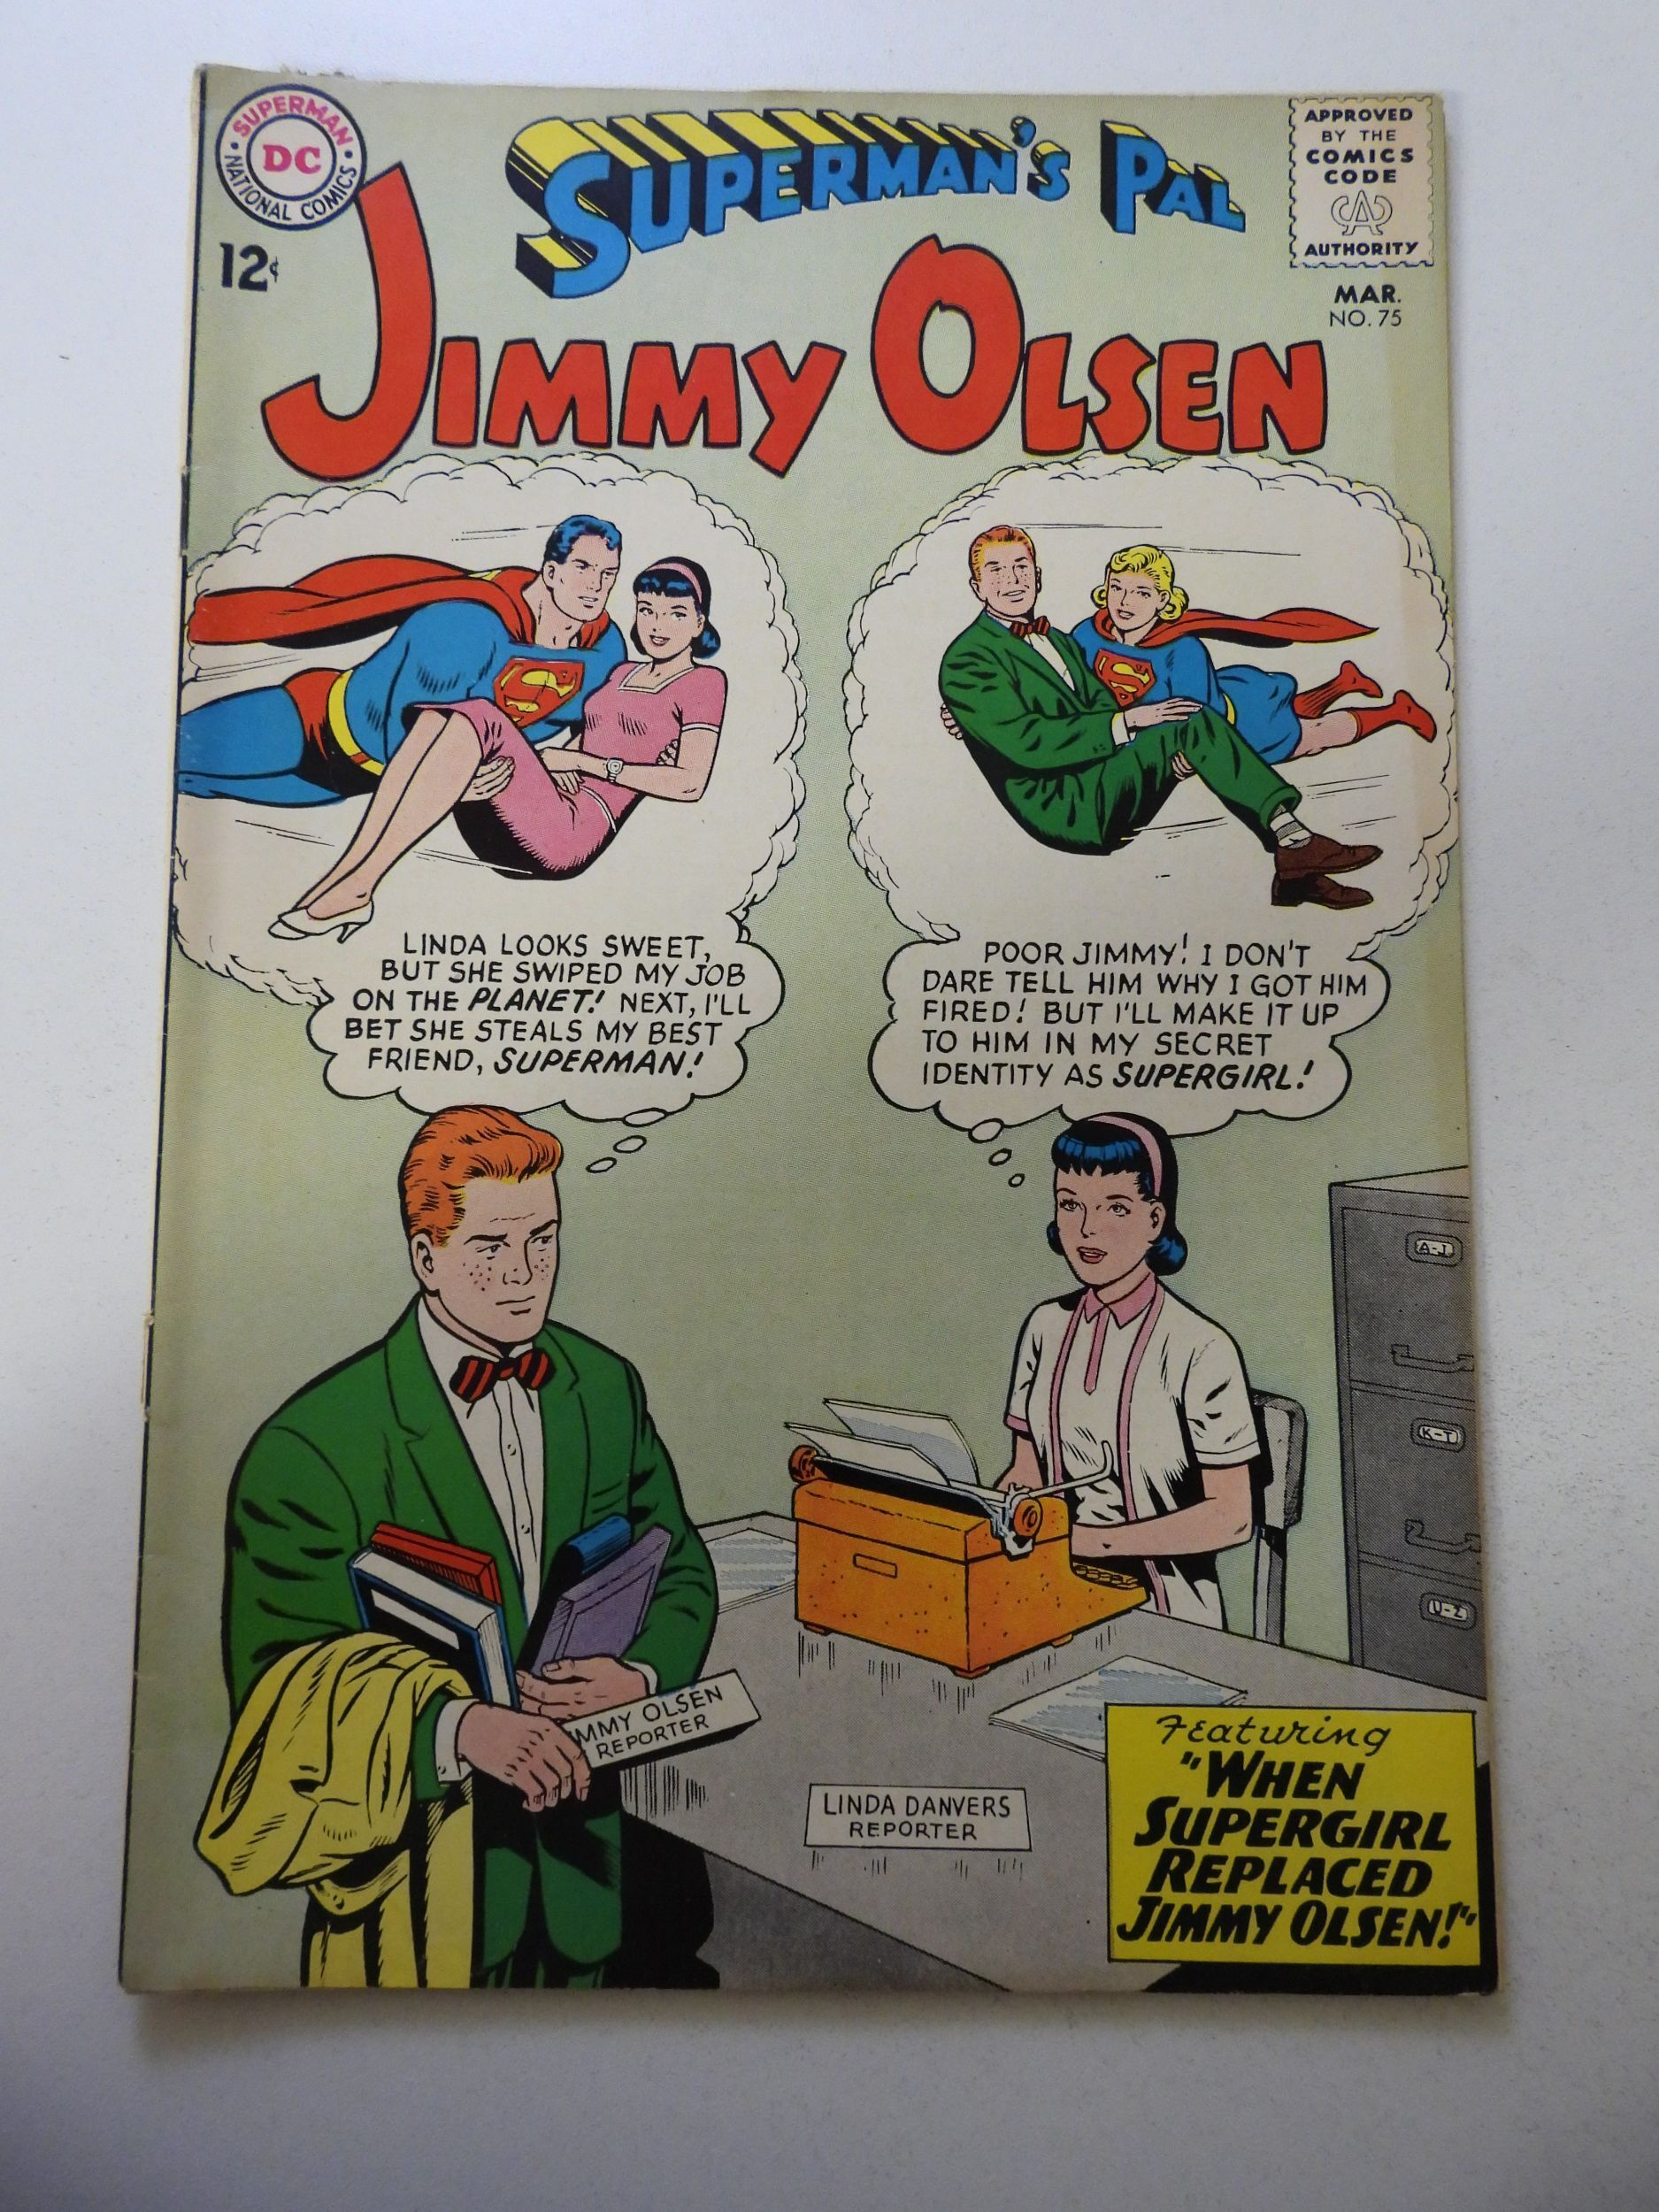 SUPERMAN
DC
NATIONAL COMICS
12¢
SUPERMAN'S PAL
JIMMY OLSEN
APPROVED
BY THE
COMICS
CODE
CA
AUTHORITY
MAR.
NO. 75
LINDA LOOKS SWEET,
BUT SHE SWIPED MY JOB
ON THE PLANET! NEXT, I'LL
BET SHE STEALS MY BEST
FRIEND, SUPERMAN!
POOR JIMMY! I DON'T
DARE TELL HIM WHY I GOT HIM
FIRED! BUT I'LL MAKE IT UP
TO HIM IN MY SECRET
IDENTITY AS SUPERGIRL!
A-J
K-T
U-Z
IMMY OLSEN
REPORTER
LINDA DANVERS
REPORTER
Featuring
"WHEN
SUPERGIRL
REPLACED
JIMMY OLSEN!"